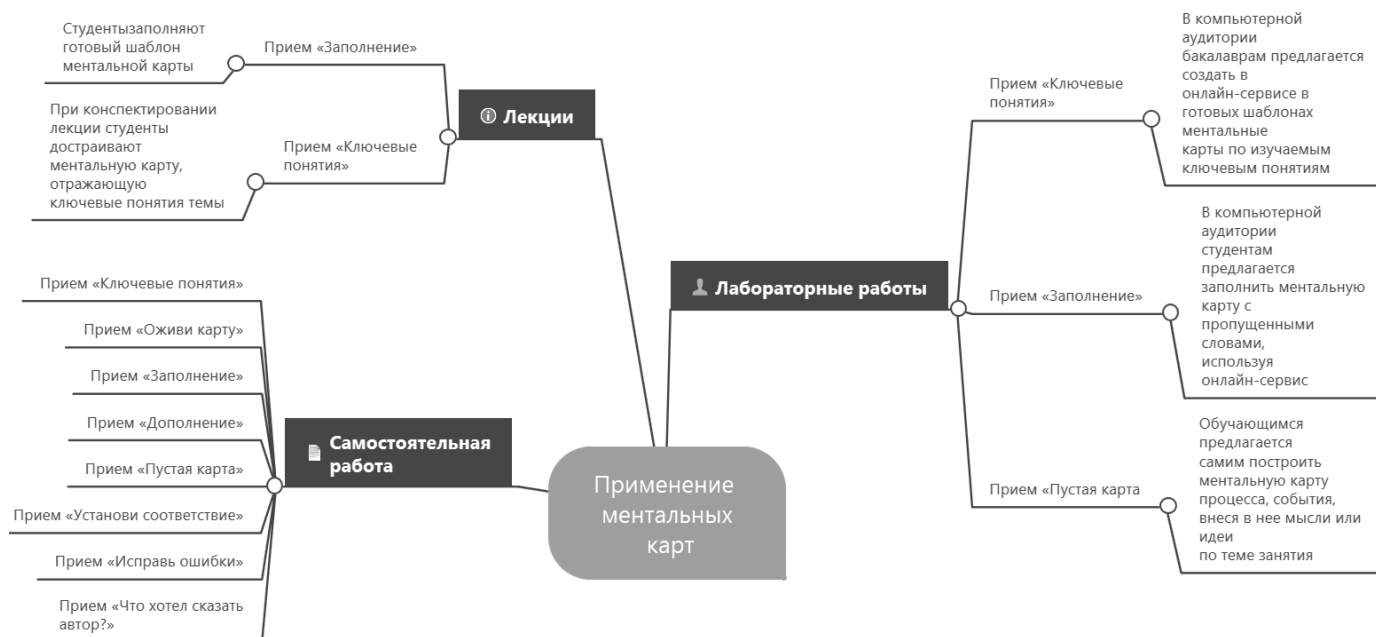 Студентызаполняют
готовый шаблон
ментальной карты
Прием «Заполнение»
При конспектировании
лекции студенты
достраивают
ментальную карту,
отражающую
ключевые понятия темы
Прием «Ключевые
понятия»
Лекции
Прием «Ключевые понятия»
Прием «Оживи карту»
Прием «Заполнение»
Прием «Дополнение»
Прием «Пустая карта»
Прием «Установи соответствие»
Прием «Исправь ошибки»
Прием «Что хотел сказать
автор?»
Самостоятельная
работа
Применение
ментальных
карт
Лабораторные работы
Прием «Ключевые
понятия»
В компьютерной
аудитории
бакалаврам предлагается
создать в
онлайн-сервисе в
готовых шаблонах
ментальные
карты по изучаемым
ключевым понятиям
Прием «Заполнение»
В компьютерной
аудитории
студентам
предлагается
заполнить ментальную
карту с
пропущенными
словами,
используя
онлайн-сервис
Прием «Пустая карта
Обучающимся
предлагается
самим построить
ментальную карту
процесса, события,
внеся в нее мысли или
идеи
по теме занятия